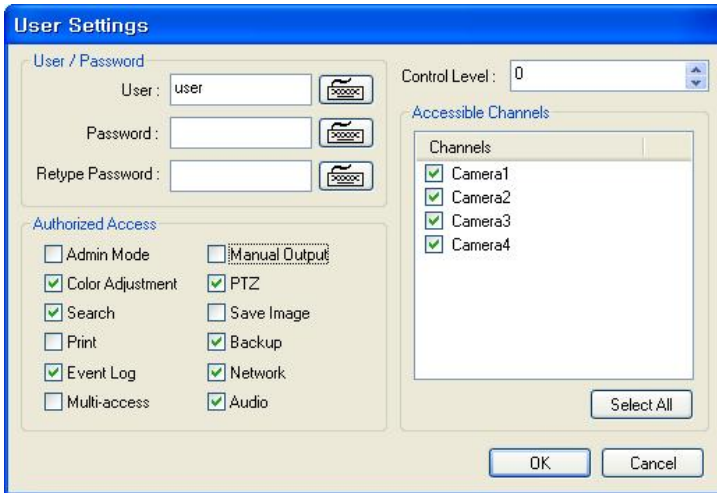 User Settings
User / Password
User :
user
Password :
Retype Password :
Control Level :
0
Accessible Channels
Channels
Camera1
Camera2
Camera3
Camera4
Select All
Authorized Access
Admin Mode
Manual Output
Color Adjustment
PTZ
Search
Save Image
Print
Backup
Event Log
Network
Multi-access
Audio
OK
Cancel